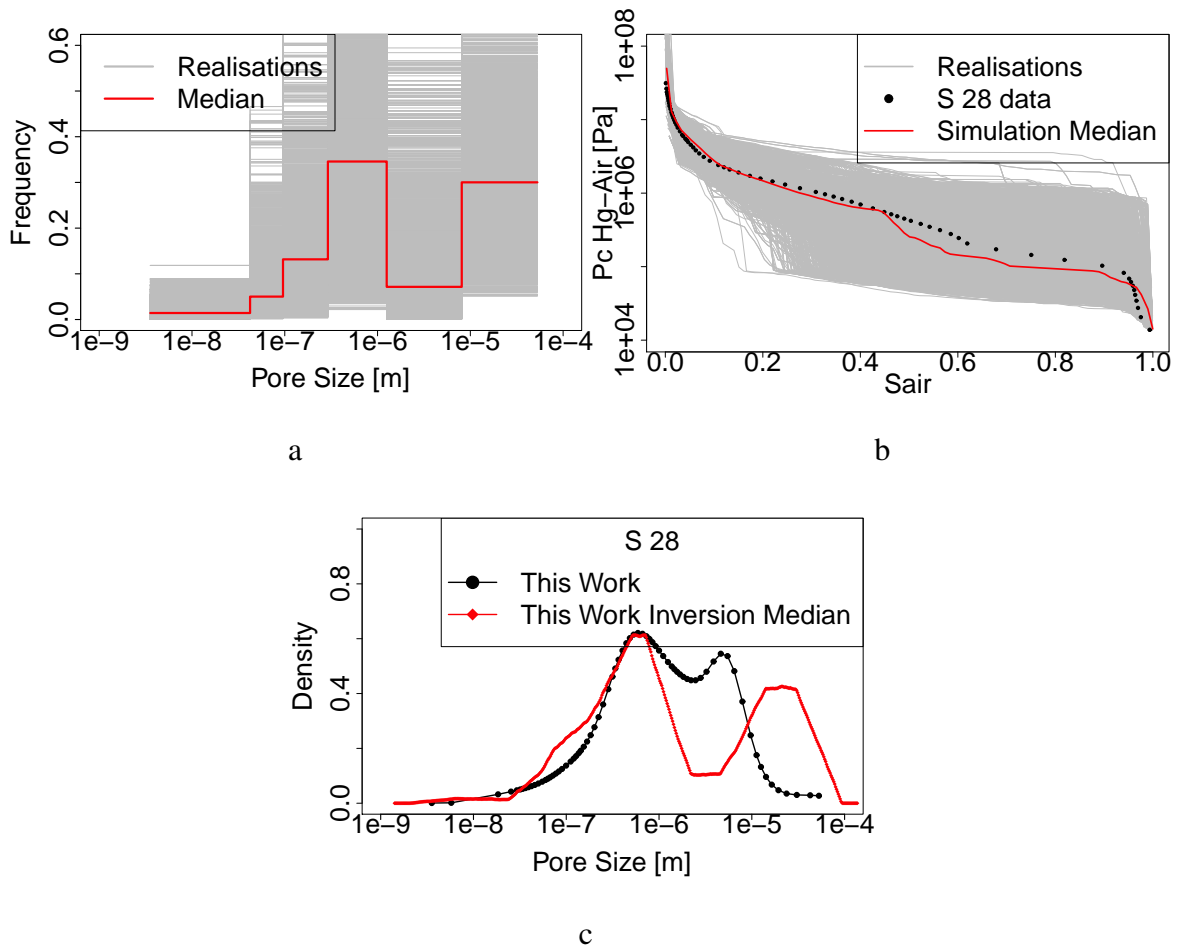 Realisations
Median
Frequency
0.6
0.4
0.2
0.0
1e−9
1e−8
1e−7
1e−6
1e−5
1e−4
Pore Size [m]
a
Realisations
S 28 data
Simulation Median
Pc Hg−Air [Pa]
1e+08
1e+06
1e+04
0.0
0.2
0.4
0.6
0.8
1.0
Sair
b
S 28
This Work
This Work Inversion Median
Density
0.8
0.4
0.0
1e−9
1e−8
1e−7
1e−6
1e−5
1e−4
Pore Size [m]
c